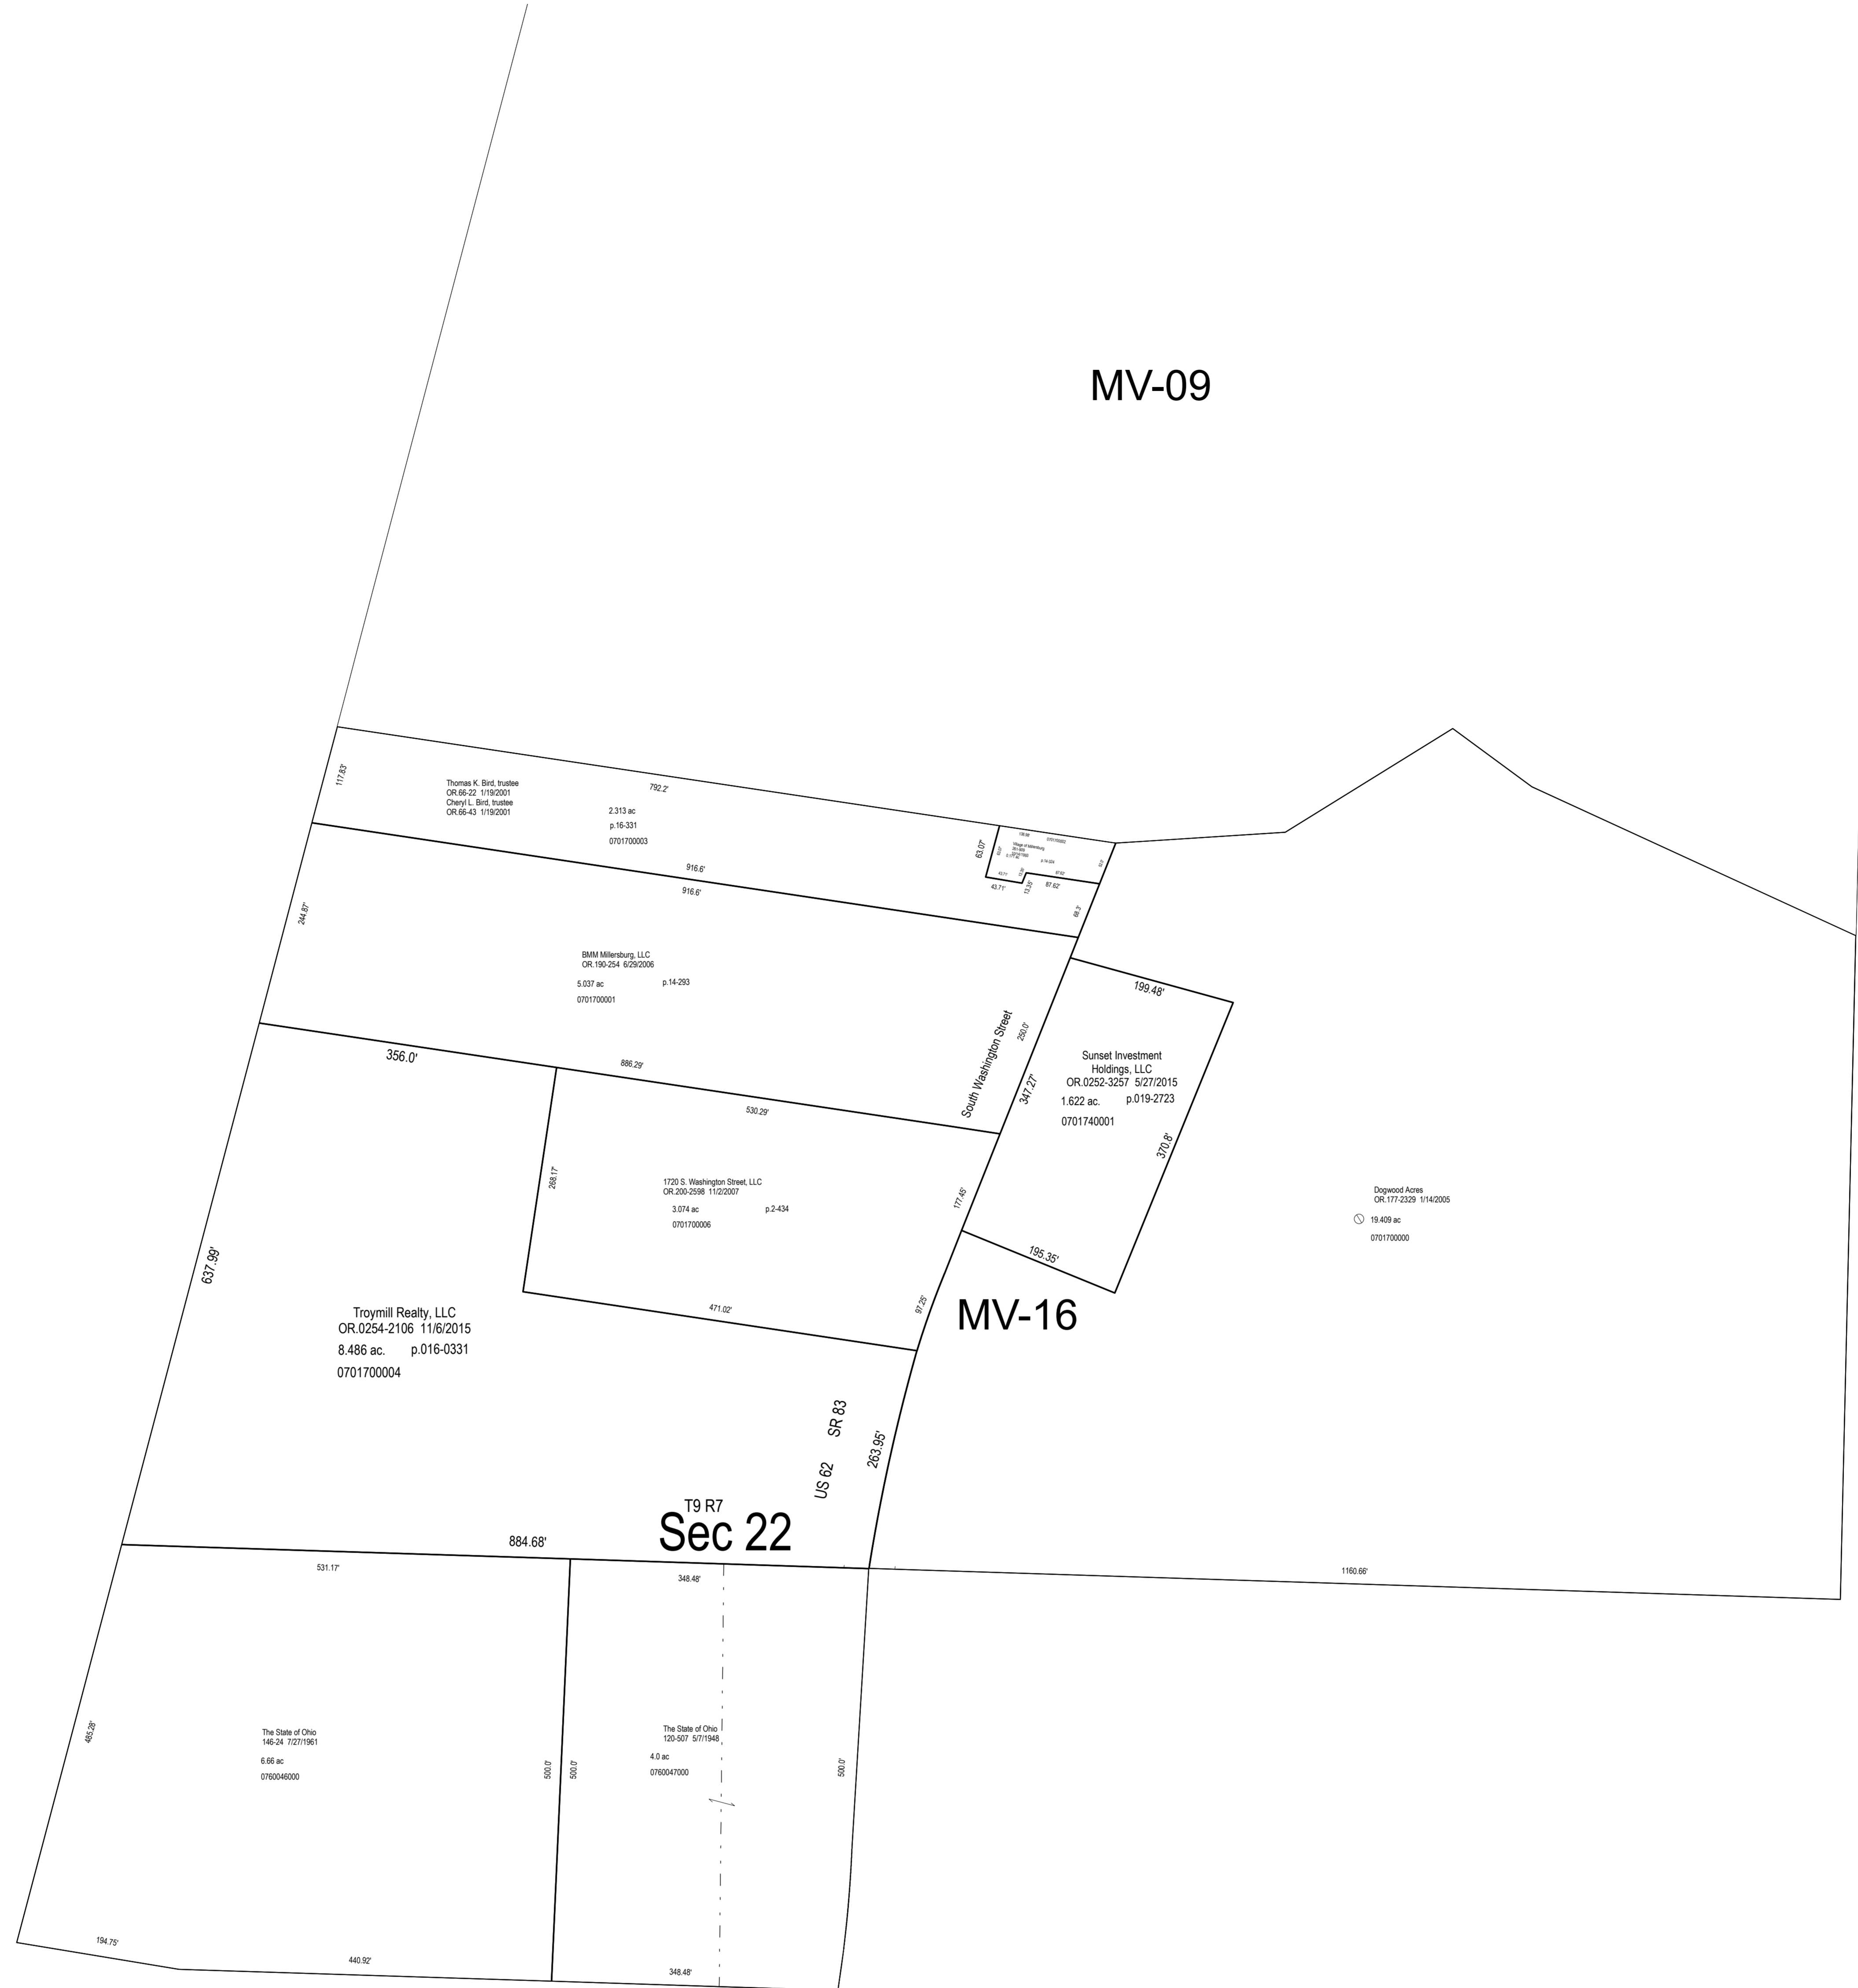 MV-09
117.83'
Thomas K. Bird, trustee
OR.66-22 1/19/2001
Cheryl L. Bird, trustee
OR.66-43 1/19/2001
792.2'
2.313 ac
p.16-331
0701700003
63.07'
Village of Millersburg
43.71'
13.35'
87.62'
68.3'
916.6'
916.6'
244.87'
BMM Millersburg, LLC
OR.190-254 6/29/2006
5.037 ac p.14-293
0701700001
South Washington Street
250.0'
347.27'
199.48'
Sunset Investment
Holdings, LLC
OR.0252-3257 5/27/2015
1.622 ac. p.019-2723
0701740001
370.8'
195.35'
356.0'
886.29'
530.29'
268.17'
1720 S. Washington Street, LLC
OR.200-2598 11/2/2007
3.074 ac p.2-434
0701700006
177.45'
97.25'
471.02'
Dogwood Acres
OR.177-2329 1/14/2005
19.409 ac
0701700000
MV-16
637.99'
Troymill Realty, LLC
OR.0254-2106 11/6/2015
8.486 ac. p.016-0331
0701700004
US 62 SR 83
263.95'
T9 R7
Sec 22
884.68'
531.17'
348.48'
1160.66'
485.28'
The State of Ohio
146-24 7/27/1961
6.66 ac
0760046000
500.0'
500.0'
The State of Ohio
120-507 5/7/1948
4.0 ac
0760047000
500.0'
194.75'
440.92'
348.48'